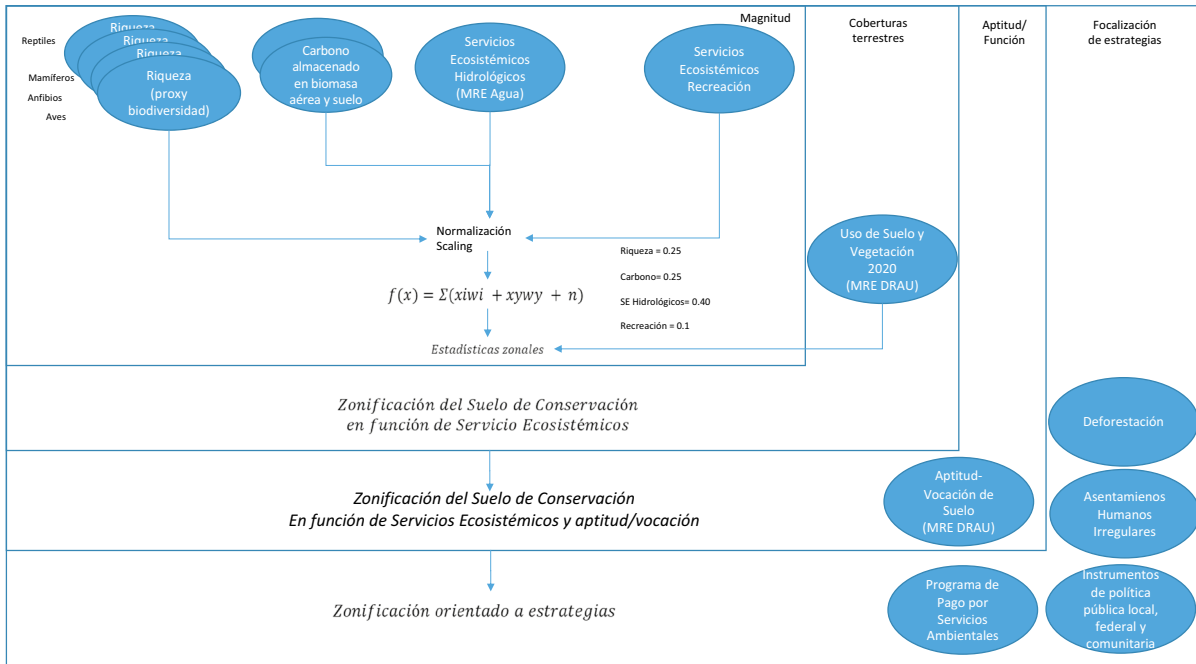 Magnitud
Coberturas
terrestres
Aptitud/
Función
Focalización
de estrategias
Reptiles
Mamíferos
Anfibios
Aves
Riqueza
Riqueza
Riqueza
Riqueza
(proxy
biodiversidad)
Carbono
almacenado
en biomasa
aérea y suelo
Servicios
Ecosistémicos
Hidrológicos
(MRE Agua)
Servicios
Ecosistémicos
Recreación
Normalización
Scaling
f(x) = Σ(xiwi + xywy + n)
Estadísticas zonales
Riqueza = 0.25
Carbono= 0.25
SE Hidrológicos= 0.40
Recreación = 0.1
Uso de Suelo y
Vegetación
2020
(MRE DRAU)
Zonificación del Suelo de Conservación
en función de Servicio Ecosistémicos
Deforestación
Zonificación del Suelo de Conservación
En función de Servicios Ecosistémicos y aptitud/vocación
Aptitud-
Vocación de
Suelo
(MRE DRAU)
Asentamienos
Humanos
Irregulares
Zonificación orientado a estrategias
Programa de
Pago por
Servicios
Ambientales
Instrumentos
de política
pública local,
federal y
comunitaria